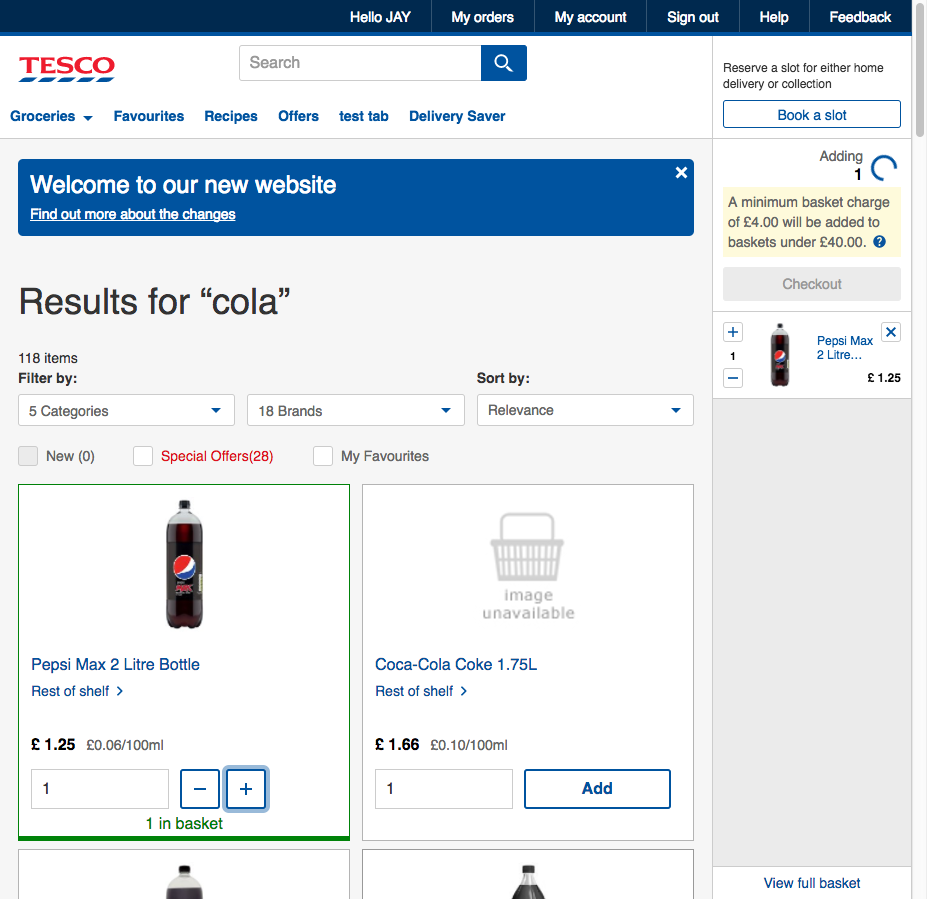 Hello JAY
My orders
My account
Sign out
Help
Feedback
TESCO
Search
Groceries
Favourites
Recipes
Offers
test tab
Delivery Saver
Reserve a slot for either home
delivery or collection
Book a slot
Adding
1
A minimum basket charge
of £4.00 will be added to
baskets under £40.00. ?
Checkout
+
1
−
Pepsi Max
2 Litre...
£ 1.25
Welcome to our new website
Find out more about the changes
Results for “cola”
118 items
Filter by:
Sort by:
5 Categories
18 Brands
Relevance
New (0)
Special Offers(28)
My Favourites
Pepsi Max 2 Litre Bottle
Rest of shelf >
£ 1.25 £0.06/100ml
1
−
+
1 in basket
image
unavailable
Coca-Cola Coke 1.75L
Rest of shelf >
£ 1.66 £0.10/100ml
1
Add
View full basket